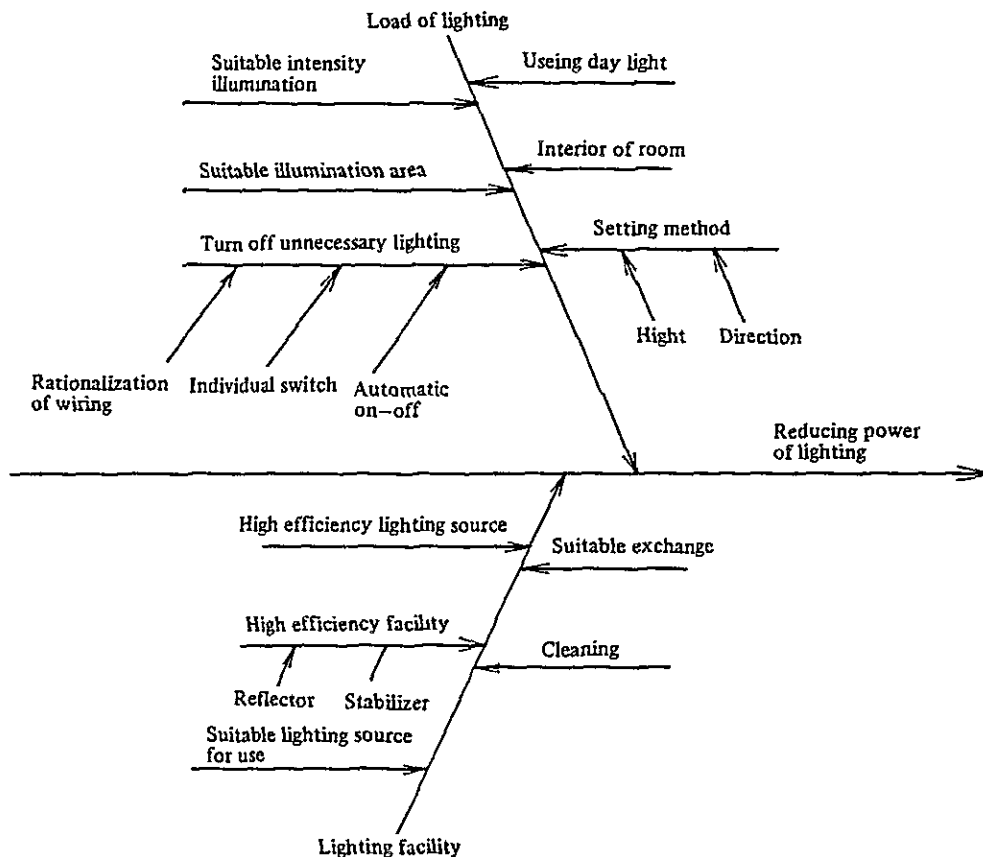 Load of lighting
Suitable intensity
illumination
Useing day light
Interior of room
Suitable illumination area
Setting method
Turn off unnecessary lighting
Hight
Direction
Rationalization
of wiring
Individual switch
Automatic
on-off
Reducing power
of lighting
High efficiency lighting source
Suitable exchange
High efficiency facility
Cleaning
Reflector
Stabilizer
Suitable lighting source
for use
Lighting facility